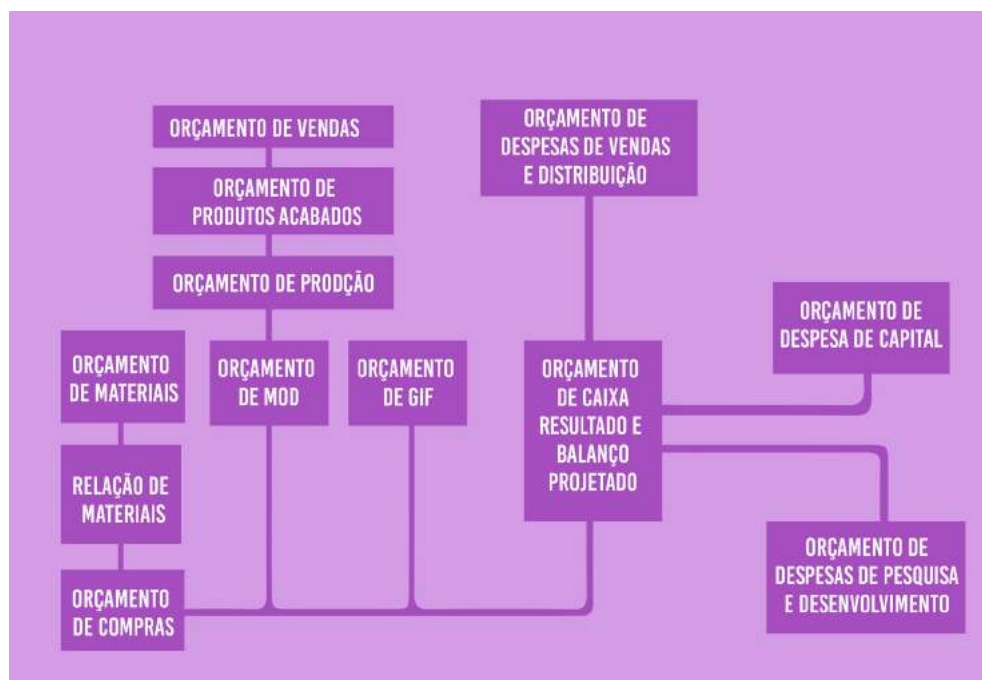 ORÇAMENTO DE VENDAS
ORÇAMENTO DE
PRODUTOS ACABADOS
ORÇAMENTO DE PRODÇÃO
ORÇAMENTO
DE MATERIAIS
RELAÇÃO DE
MATERIAIS
ORÇAMENTO
DE COMPRAS
ORÇAMENTO
DE MOD
ORÇAMENTO
DE GIF
ORÇAMENTO DE
DESPESAS DE VENDAS
E DISTRIBUIÇÃO
ORÇAMENTO
DE CAIXA
RESULTADO E
BALANÇO
PROJETADO
ORÇAMENTO DE
DESPESA DE CAPITAL
ORÇAMENTO DE
DESPESAS DE PESQUISA
E DESENVOLVIMENTO